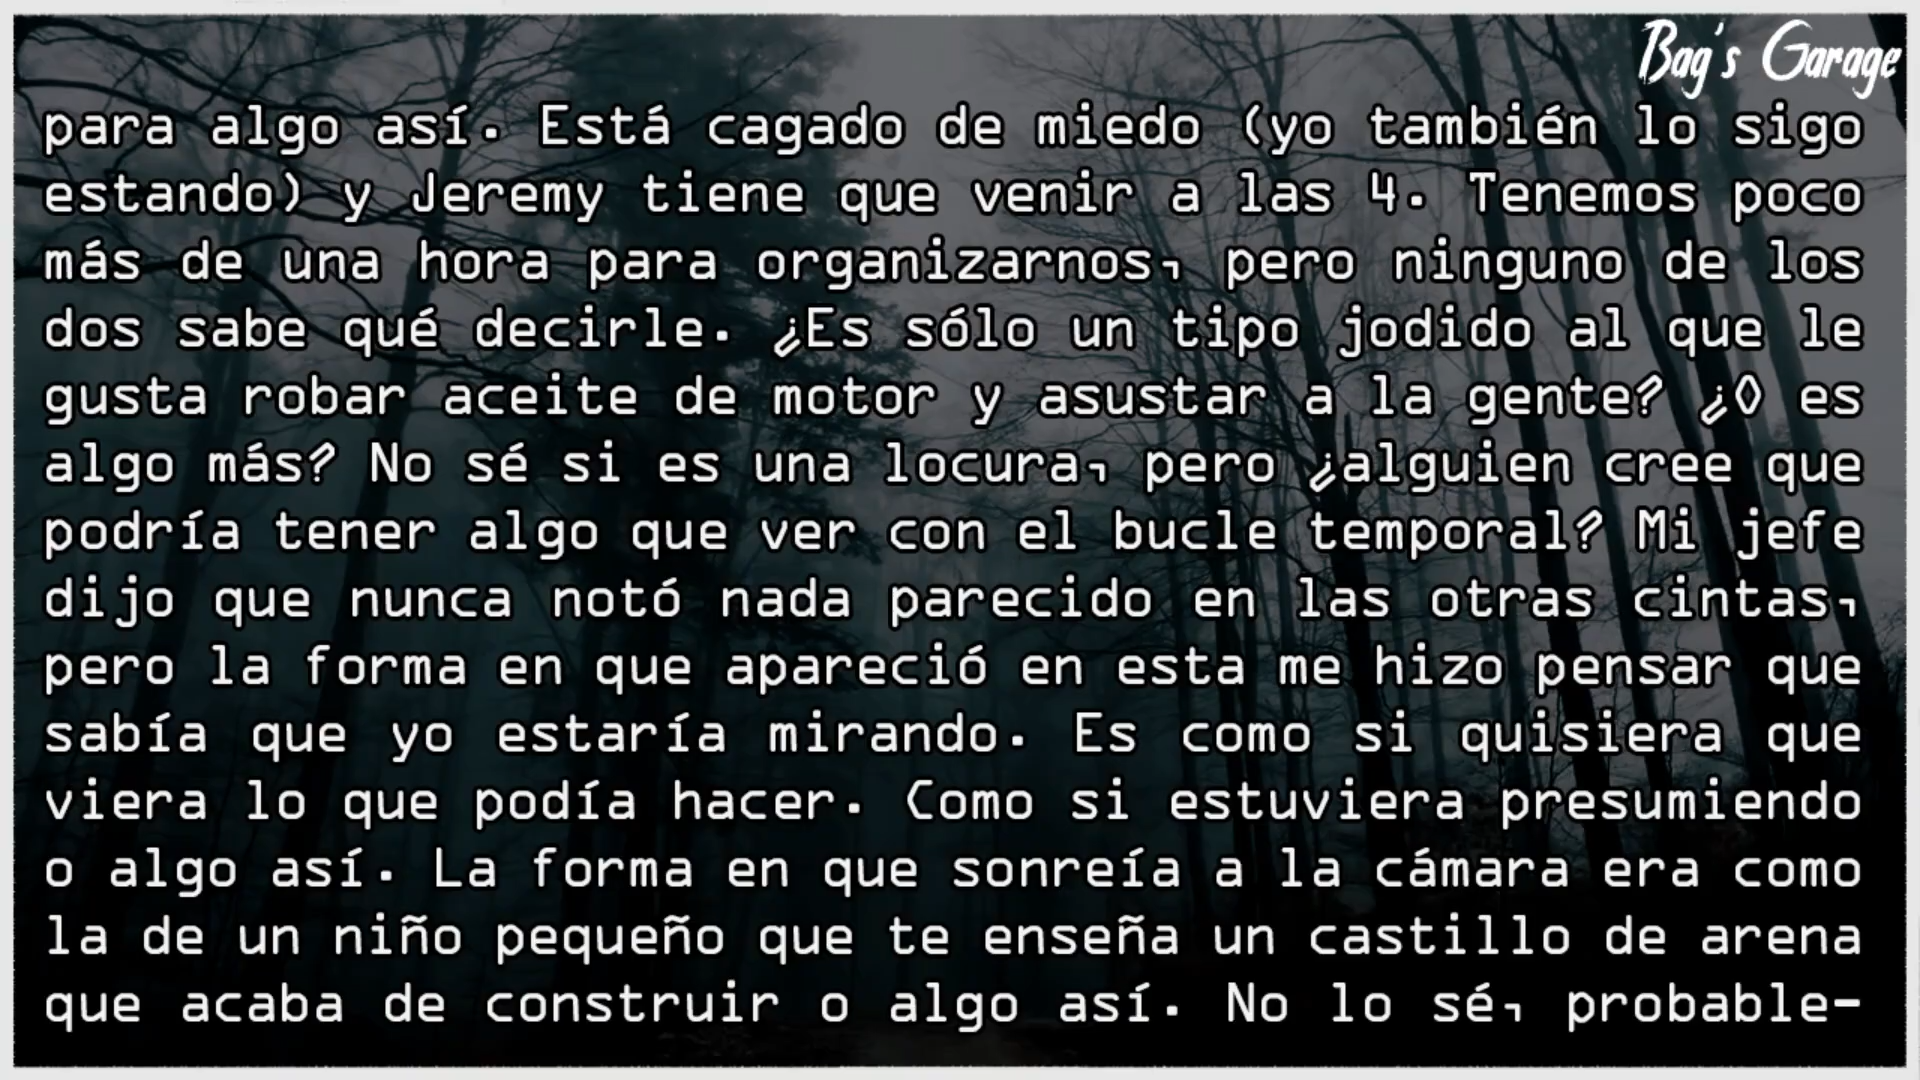 Bag's Garage
para algo así. Está cagado de miedo (yo también lo sigo
estando) y Jeremy tiene que venir a las 4. Tenemos poco
más de una hora para organizarnos, pero ninguno de los
dos sabe qué decirle. ¿Es sólo un tipo jodido al que le
gusta robar aceite de motor y asustar a la gente? ¿O es
algo más? No sé si es una locura, pero ¿alguien cree que
podría tener algo que ver con el bucle temporal? Mi jefe
dijo que nunca notó nada parecido en las otras cintas,
pero la forma en que apareció en esta me hizo pensar que
sabía que yo estaría mirando. Es como si quisiera que
viera lo que podía hacer. Como si estuviera presumiendo
o algo así. La forma en que sonreía a la cámara era como
la de un niño pequeño que te enseña un castillo de arena
que acaba de construir o algo así. No lo sé, probable-